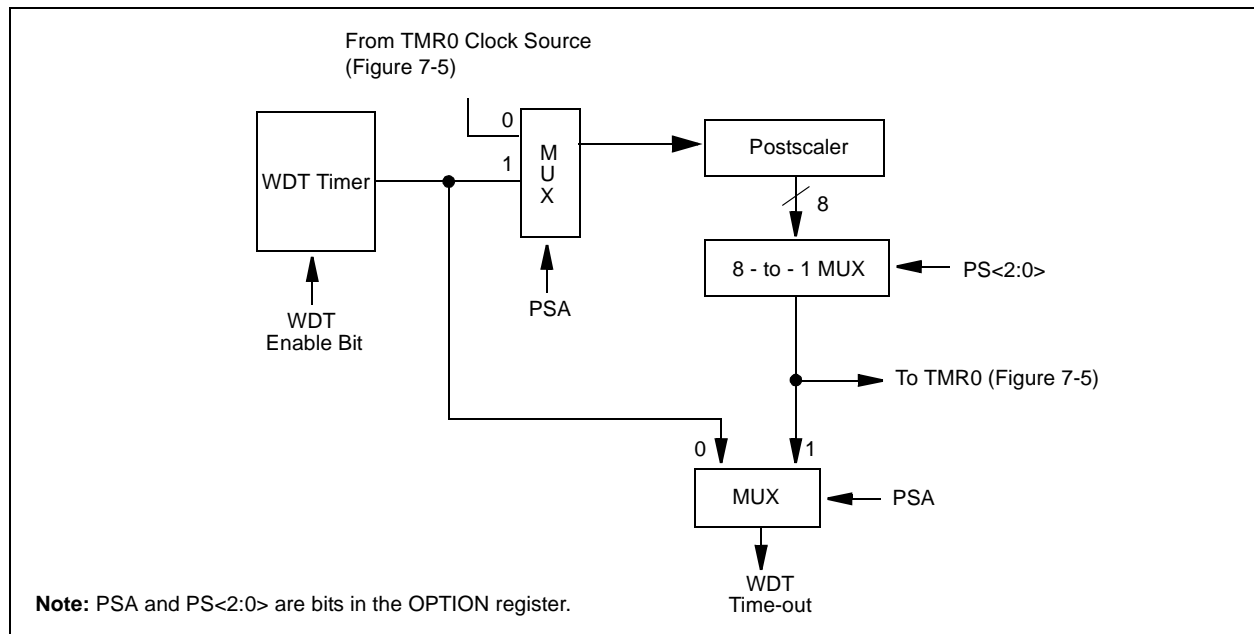 From TMR0 Clock Source
(Figure 7-5)
0
1
M
U
X
Postscaler
WDT Timer
8
8 - to - 1 MUX
PS<2:0>
PSA
WDT
Enable Bit
To TMR0 (Figure 7-5)
0
1
MUX
PSA
WDT
Time-out
Note: PSA and PS<2:0> are bits in the OPTION register.